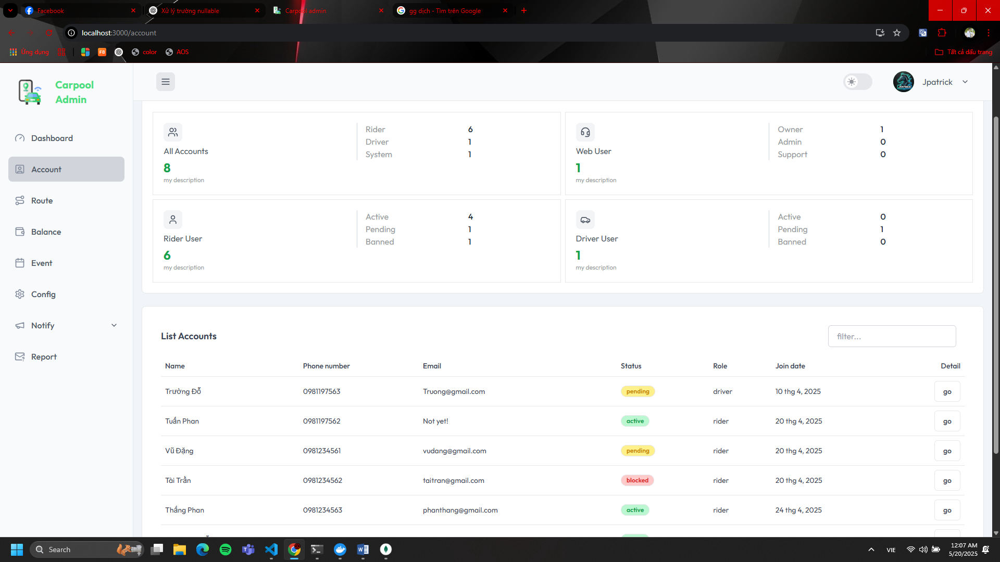 Facebook
Xử lý trường nullable
Carpool admin
gg dịch - Tìm trên Google
localhost:3000/account
Ứng dụng
F8
color
AOS
Tất cả dấu trang
Carpool
Admin
Jpatrick
JPATRICK
Dashboard
Account
Route
Balance
Event
Config
Notify
Report
All Accounts
8
my description
Rider 6
Driver 1
System 1
Web User
1
my description
Owner 1
Admin 0
Support 0
Rider User
6
my description
Active 4
Pending 1
Banned 1
Driver User
1
my description
Active 0
Pending 1
Banned 0
List Accounts
filter...
Name Phone number Email Status Role Join date Detail
Trường Đỗ 0981197563 Truong@gmail.com pending driver 10 thg 4, 2025 go
Tuấn Phan 0981197562 Not yet! active rider 20 thg 4, 2025 go
Vũ Đặng 0981234561 vudang@gmail.com pending rider 20 thg 4, 2025 go
Tài Trần 0981234562 taitran@gmail.com blocked rider 20 thg 4, 2025 go
Thắng Phan 0981234563 phanthang@gmail.com active rider 24 thg 4, 2025 go
Search
VIE
12:07 AM
5/20/2025